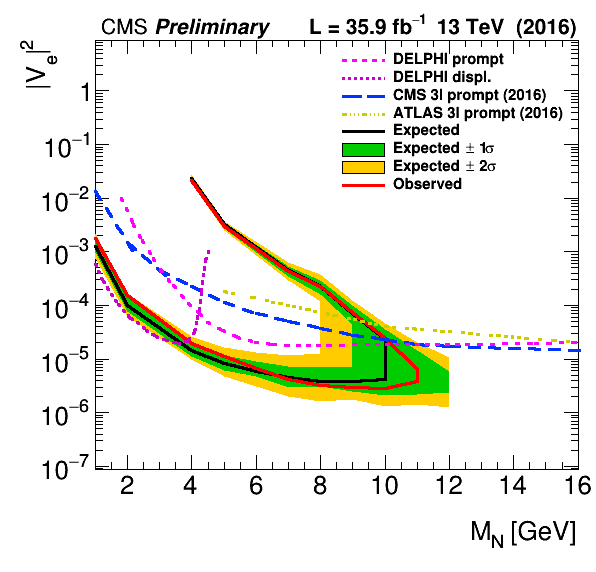 CMS Preliminary L = 35.9 fb⁻¹ 13 TeV (2016)
|V_e|²
DELPHI prompt
DELPHI displ.
CMS 3l prompt (2016)
ATLAS 3l prompt (2016)
Expected
Expected ± 1σ
Expected ± 2σ
Observed
1
10⁻¹
10⁻²
10⁻³
10⁻⁴
10⁻⁵
10⁻⁶
10⁻⁷
2 4 6 8 10 12 14 16
M_N [GeV]